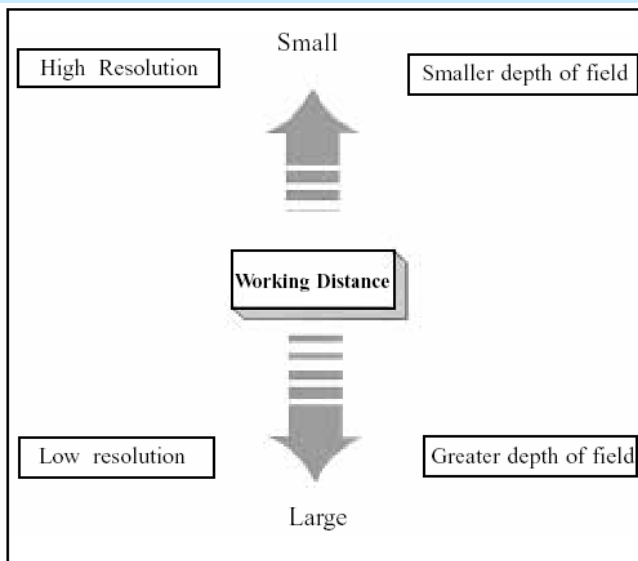 Small
High Resolution
Smaller depth of field
Working Distance
Low resolution
Greater depth of field
Large